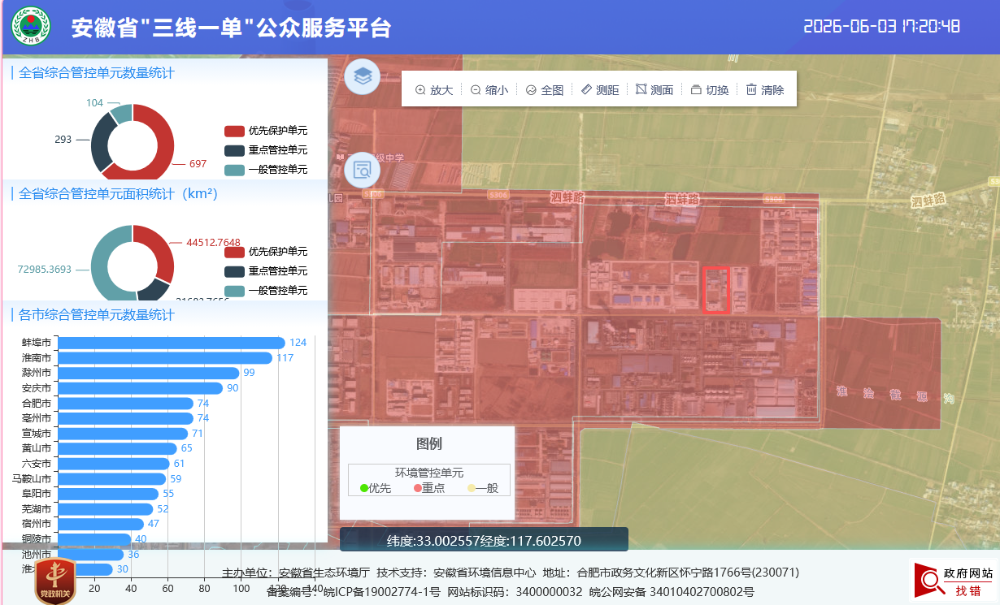 安徽省"三线一单"公众服务平台
2026-06-03 17:20:48
ZHB
全省综合管控单元数量统计
104
293
697
优先保护单元
重点管控单元
一般管控单元
全省综合管控单元面积统计（km²）
44512.7648
72985.3693
优先保护单元
重点管控单元
一般管控单元
各市综合管控单元数量统计
蚌埠市 124
淮南市 117
滁州市 99
安庆市 90
合肥市 74
亳州市 74
宣城市 71
黄山市 65
六安市 61
马鞍山市 59
阜阳市 55
芜湖市 52
宿州市 47
铜陵市 40
池州市 36
淮 30
20 40 60 80 100 120 140
放大 缩小 全图 测距 测面 切换 清除
级中学
儿园
S306 S306 S306
泗蚌路 泗蚌路 泗蚌路
淮洽截源沟
图例
环境管控单元
优先 重点 一般
纬度:33.002557经度:117.602570
主办单位：安徽省生态环境厅 技术支持：安徽省环境信息中心 地址：合肥市政务文化新区怀宁路1766号(230071)
备案编号：皖ICP备19002774-1号 网站标识码：3400000032 皖公网安备 34010402700802号
党政机关
政府网站
找错